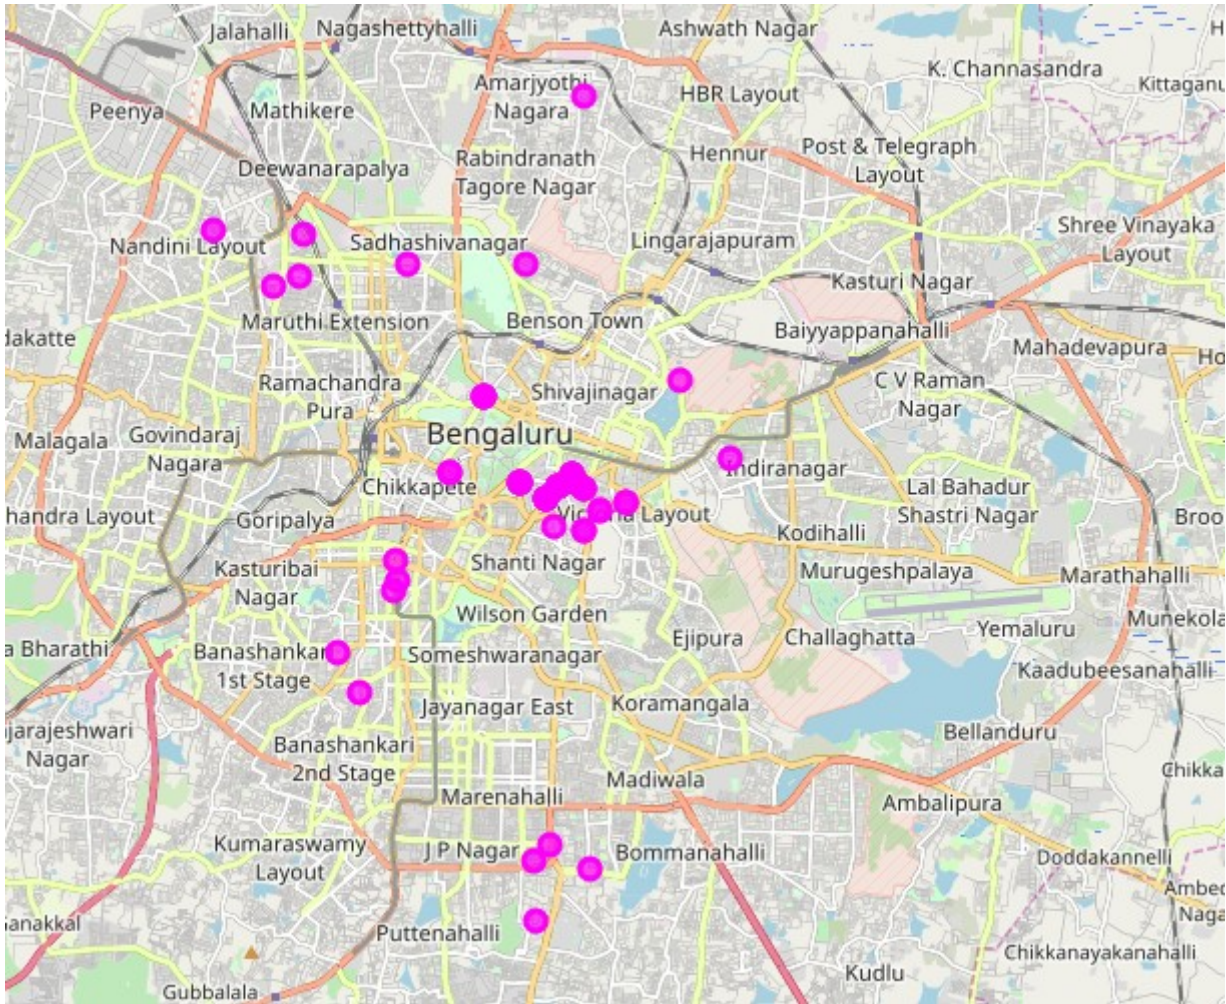 Jalahalli
Nagashettyhalli
Ashwath Nagar
K. Channasandra
Kittaganu
Peenya
Mathikere
Amarjyothi
Nagara
HBR Layout
Deewanarapalya
Rabindranath
Tagore Nagar
Hennur
Post & Telegraph
Layout
Nandini Layout
Sadhashivanagar
Lingarajapuram
Shree Vinayaka
Layout
Kasturi Nagar
Maruthi Extension
Benson Town
Baiyyappanahalli
dakatte
Mahadevapura
Ho
Ramachandra
Pura
Shivajinagar
C V Raman
Nagar
Malagala
Govindaraj
Nagara
Bengaluru
Chikkapete
Indiranagar
Lal Bahadur
Shastri Nagar
handra Layout
Goripalya
Layout
Kodihalli
Broo
Kasturibai
Nagar
Shanti Nagar
Murugeshpalaya
Marathahalli
Wilson Garden
Ejipura
Challaghatta
Yemaluru
Munekola
a Bharathi
Banashankar
1st Stage
Someshwaranagar
Kaadubeesanahalli
Jayanagar East
Koramangala
jarajeshwari
Nagar
Bellanduru
Banashankari
2nd Stage
Madiwala
Chikka
Marenahalli
Ambalipura
Kumaraswamy
Layout
J P Nagar
Bommanahalli
Doddakannelli
Ambed
Naga
anakkal
Puttenahalli
Chikkanayakanahalli
Kudlu
Gubbalala